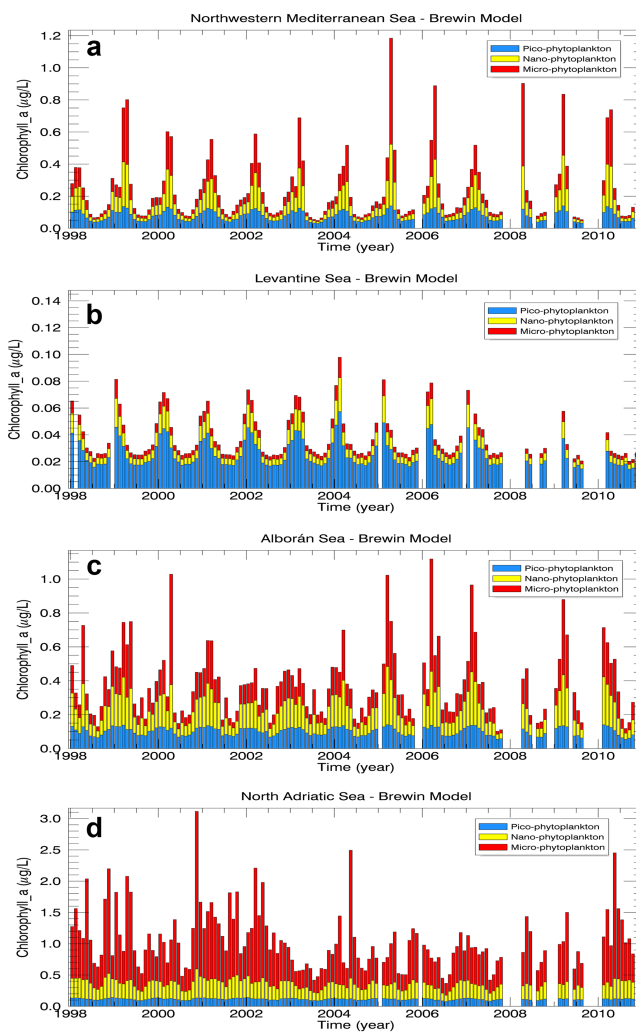 Northwestern Mediterranean Sea - Brewin Model
a
Pico-phytoplankton
Nano-phytoplankton
Micro-phytoplankton
Chlorophyll_a (µg/L)
1.2
1.0
0.8
0.6
0.4
0.2
0.0
1998 2000 2002 2004 2006 2008 2010
Time (year)
Levantine Sea - Brewin Model
b
Pico-phytoplankton
Nano-phytoplankton
Micro-phytoplankton
Chlorophyll_a (µg/L)
0.14
0.12
0.10
0.08
0.06
0.04
0.02
0.00
1998 2000 2002 2004 2006 2008 2010
Time (year)
Alborán Sea - Brewin Model
c
Pico-phytoplankton
Nano-phytoplankton
Micro-phytoplankton
Chlorophyll_a (µg/L)
1.0
0.8
0.6
0.4
0.2
0.0
1998 2000 2002 2004 2006 2008 2010
Time (year)
North Adriatic Sea - Brewin Model
d
Pico-phytoplankton
Nano-phytoplankton
Micro-phytoplankton
Chlorophyll_a (µg/L)
3.0
2.5
2.0
1.5
1.0
0.5
0.0
1998 2000 2002 2004 2006 2008 2010
Time (year)